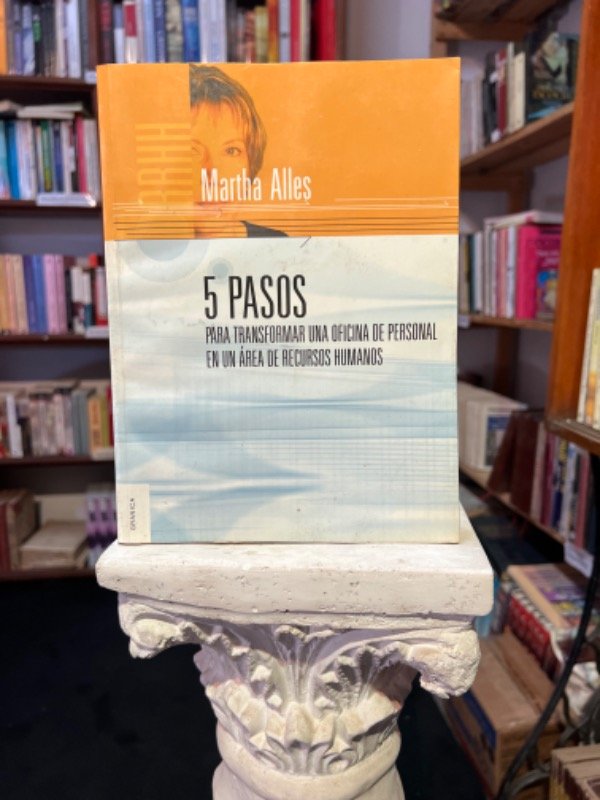 RRHH
Martha Alles
5 PASOS
PARA TRANSFORMAR UNA OFICINA DE PERSONAL
EN UN ÁREA DE RECURSOS HUMANOS
GRANICA